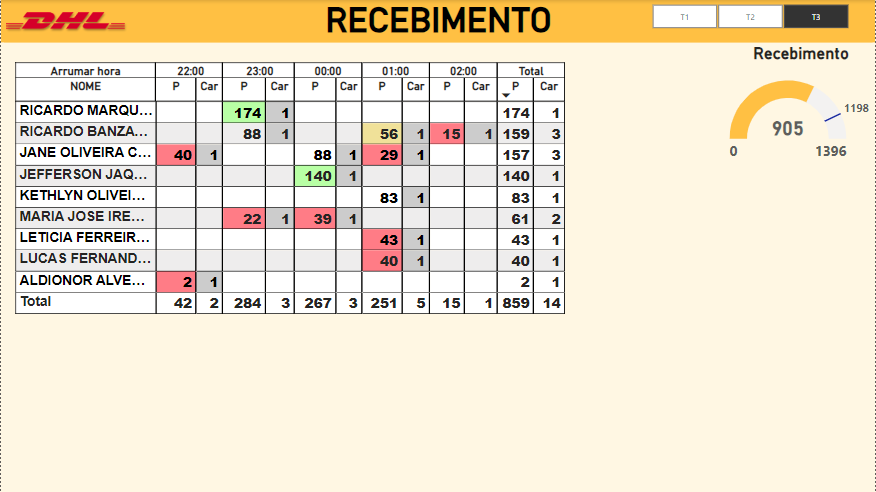 DHL RECEBIMENTO T1 T2 T3
Recebimento
1198
905
0 1396
Arrumar hora 22:00 23:00 00:00 01:00 02:00 Total
NOME P Car P Car P Car P Car P Car P Car
RICARDO MARQU... 174 1 174 1
RICARDO BANZA... 88 1 56 1 15 1 159 3
JANE OLIVEIRA C... 40 1 88 1 29 1 157 3
JEFFERSON JAQ... 140 1 140 1
KETHLYN OLIVEI... 83 1 83 1
MARIA JOSE IRE... 22 1 39 1 61 2
LETICIA FERREIR... 43 1 43 1
LUCAS FERNAND... 40 1 40 1
ALDIONOR ALVE... 2 1 2 1
Total 42 2 284 3 267 3 251 5 15 1 859 14